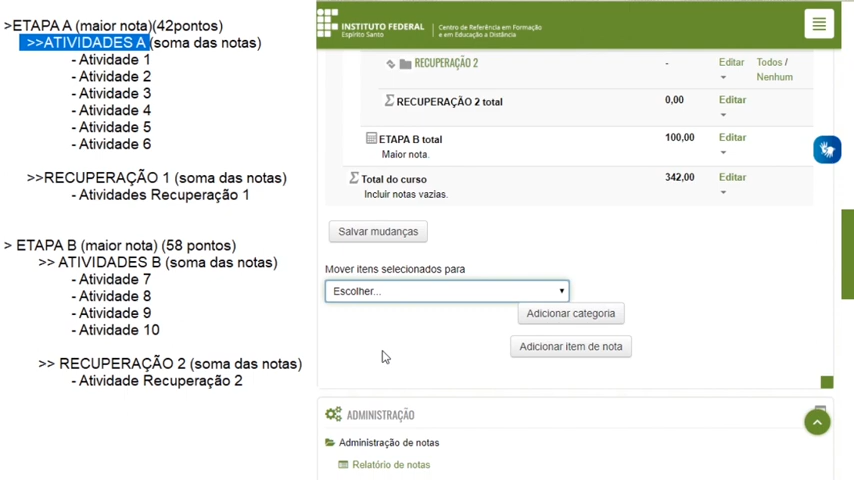 >ETAPA A (maior nota)(42pontos)
>>ATIVIDADES A (soma das notas)
- Atividade 1
- Atividade 2
- Atividade 3
- Atividade 4
- Atividade 5
- Atividade 6
>>RECUPERAÇÃO 1 (soma das notas)
- Atividades Recuperação 1
> ETAPA B (maior nota) (58 pontos)
>> ATIVIDADES B (soma das notas)
- Atividade 7
- Atividade 8
- Atividade 9
- Atividade 10
>> RECUPERAÇÃO 2 (soma das notas)
- Atividade Recuperação 2
INSTITUTO FEDERAL
Espírito Santo
Centro de Referência em Formação
e em Educação a Distância
RECUPERAÇÃO 2 - Editar Todos /
Nenhum
Σ RECUPERAÇÃO 2 total 0,00 Editar
ETAPA B total 100,00 Editar
Maior nota.
Σ Total do curso 342,00 Editar
Incluir notas vazias.
Salvar mudanças
Mover itens selecionados para
Escolher...
Adicionar categoria
Adicionar item de nota
ADMINISTRAÇÃO
Administração de notas
Relatório de notas